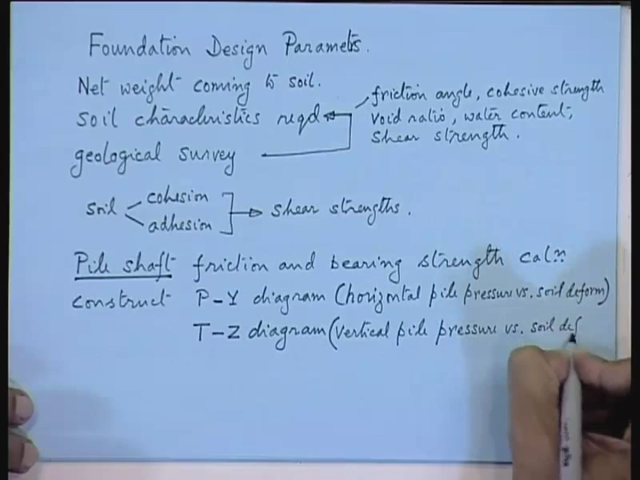 Foundation Design Parameters.
Net weight coming to soil.
soil characteristics reqd
friction angle, cohesive strength
void ratio, water content,
shear strength.
geological survey
soil
cohesion
adhesion
shear strengths.
Pile shaft friction and bearing strength caln
construct P-Y diagram (horizontal pile pressure vs. soil deform)
T-Z diagram (vertical pile pressure vs. soil def